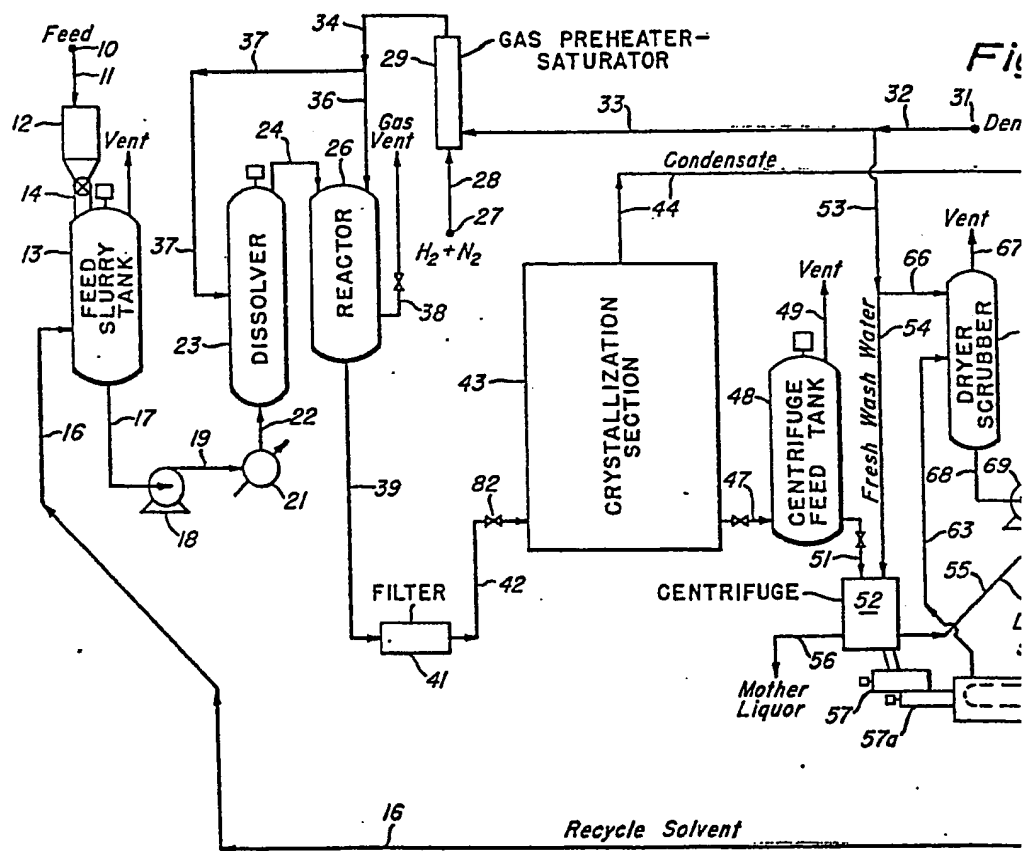 Feed
10
11
12
Vent
14
13
FEED
SLURRY
TANK
16
17
18
19
21
22
23
DISSOLVER
24
37
37
34
36
26
REACTOR
Gas
Vent
38
39
29
GAS PREHEATER-
SATURATOR
28
27
H2 + N2
33
32
31
Fig
Den
Condensate
44
43
CRYSTALLIZATION
SECTION
82
42
FILTER
41
47
48
CENTRIFUGE
FEED TANK
Vent
49
51
53
54
Fresh Wash Water
66
Vent
67
DRYER
SCRUBBER
68
69
63
55
CENTRIFUGE
52
56
Mother
Liquor
57
57a
16
Recycle Solvent